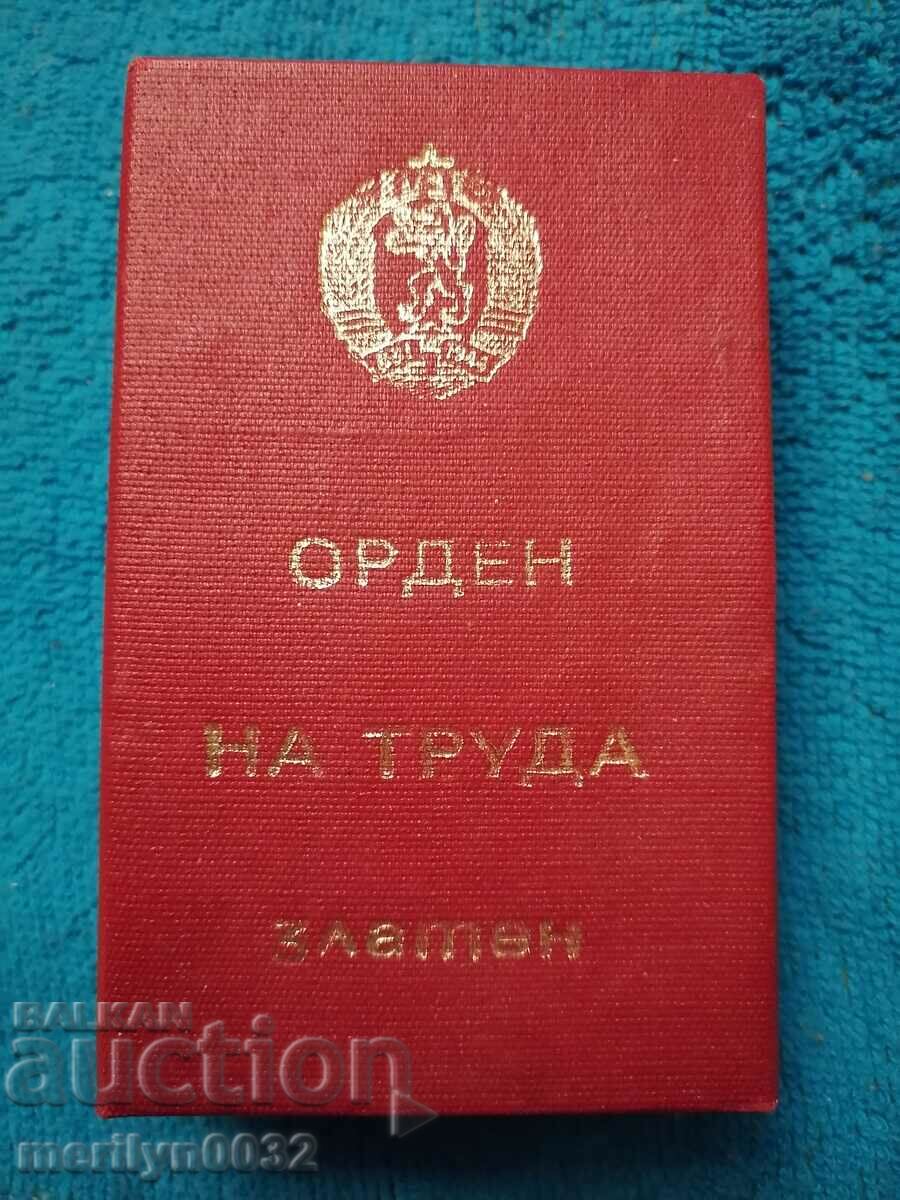 ОРДЕН
НА ТРУДА
златен
BALKAN
auction
merilyn0032